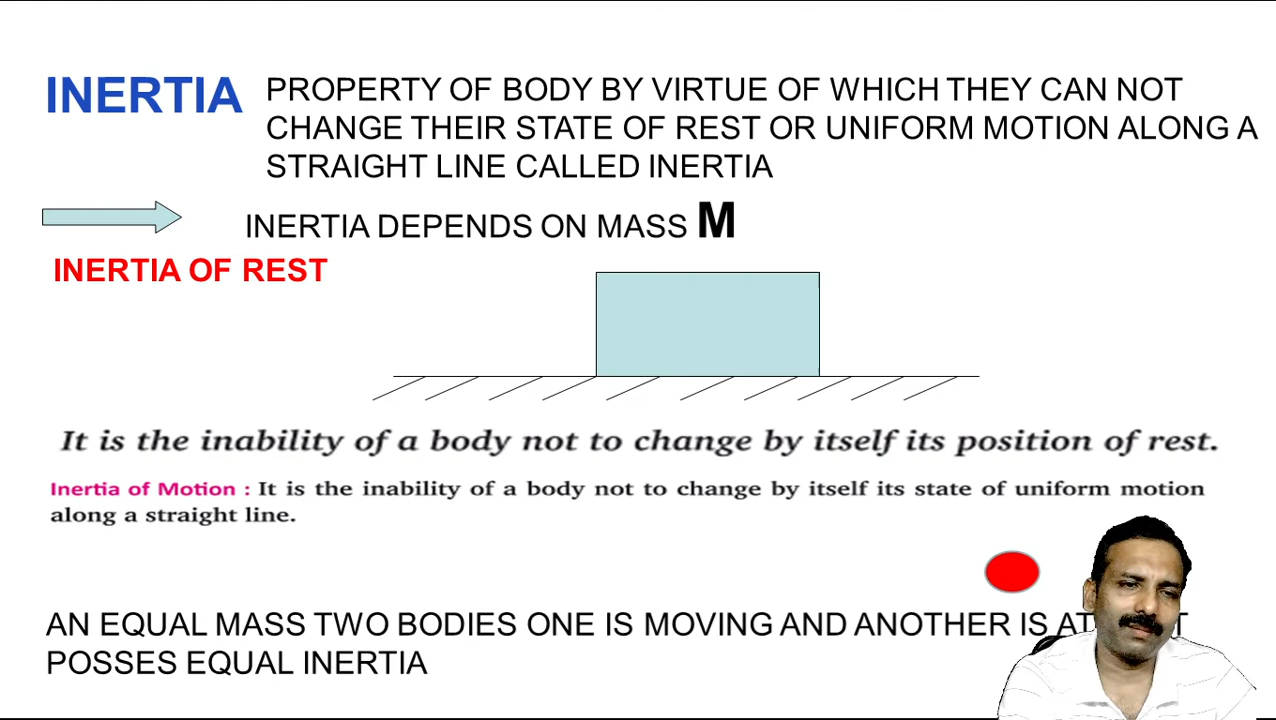 INERTIA PROPERTY OF BODY BY VIRTUE OF WHICH THEY CAN NOT
CHANGE THEIR STATE OF REST OR UNIFORM MOTION ALONG A
STRAIGHT LINE CALLED INERTIA
INERTIA DEPENDS ON MASS M
INERTIA OF REST
It is the inability of a body not to change by itself its position of rest.
Inertia of Motion : It is the inability of a body not to change by itself its state of uniform motion
along a straight line.
AN EQUAL MASS TWO BODIES ONE IS MOVING AND ANOTHER IS AT
POSSES EQUAL INERTIA